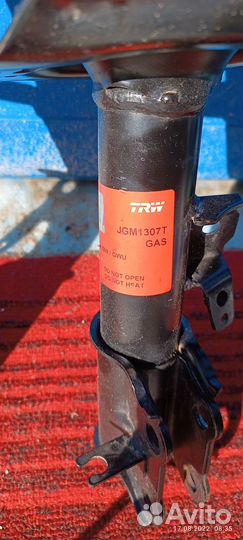 TRW
JGM1307T
GAS
DO NOT OPEN
DO NOT HEAT
Avito
17.08.2022 08:35